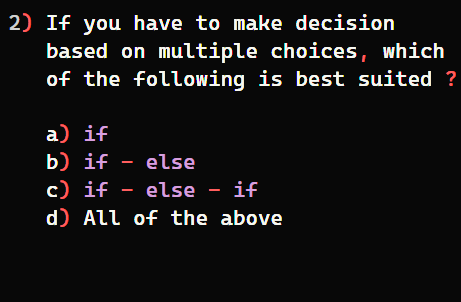 2) If you have to make decision
based on multiple choices, which
of the following is best suited ?
a) if
b) if - else
c) if - else - if
d) All of the above